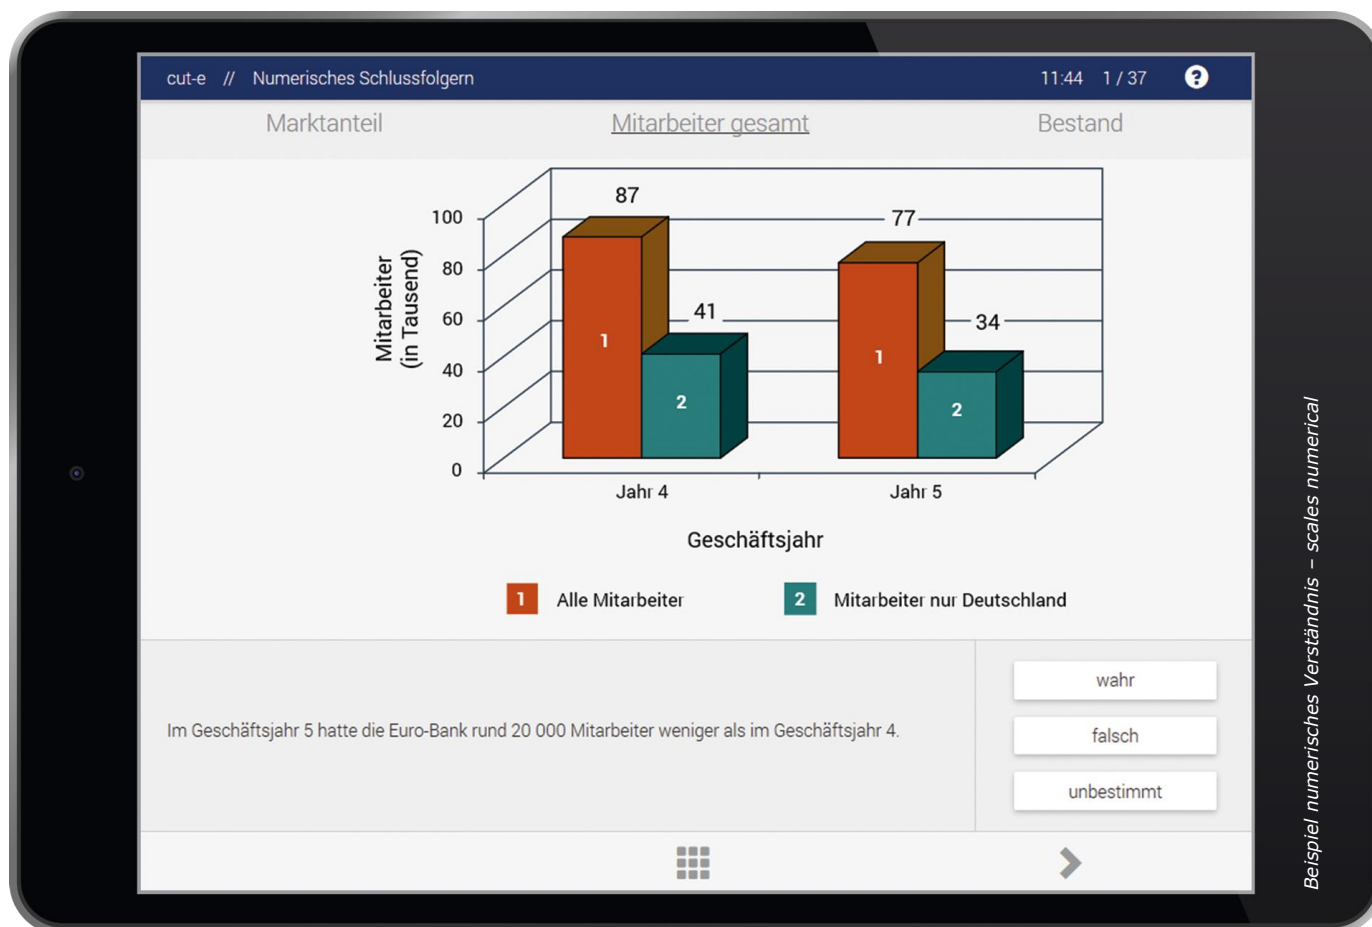 cut-e // Numerisches Schlussfolgern 11:44 1 / 37 ?
Marktanteil Mitarbeiter gesamt Bestand
Mitarbeiter
(in Tausend)
100
80
60
40
20
0
87
41
77
34
1
2
1
2
Jahr 4 Jahr 5
Geschäftsjahr
1 Alle Mitarbeiter 2 Mitarbeiter nur Deutschland
Im Geschäftsjahr 5 hatte die Euro-Bank rund 20 000 Mitarbeiter weniger als im Geschäftsjahr 4.
wahr
falsch
unbestimmt
Beispiel numerisches Verständnis – scales numerical